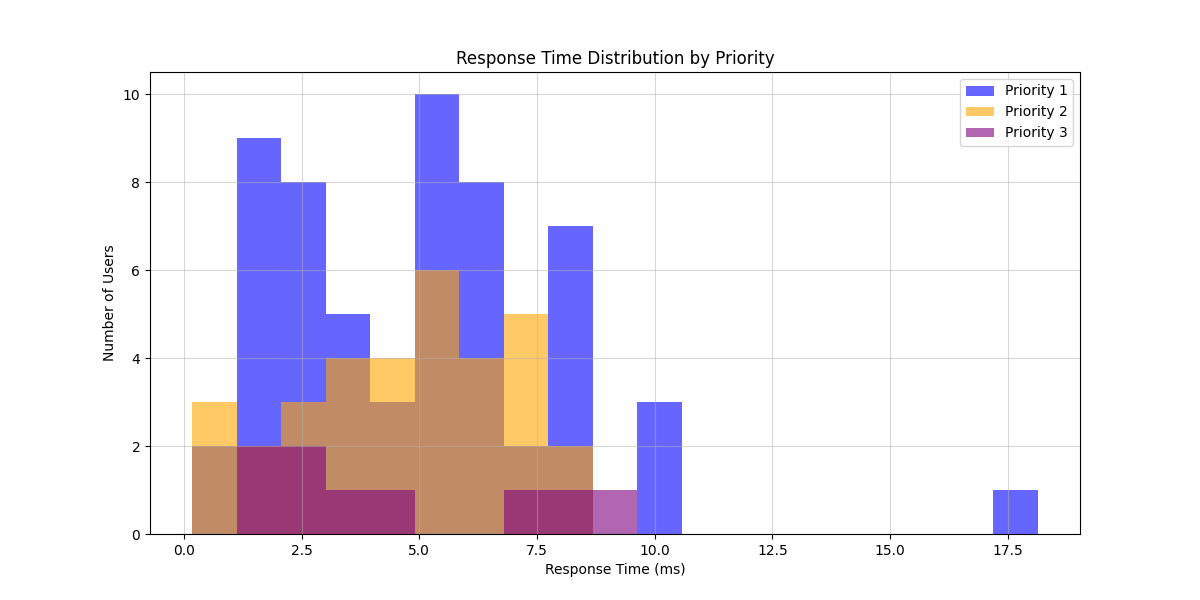 Response Time Distribution by Priority
Priority 1
Priority 2
Priority 3
10
8
6
4
2
0
Number of Users
0.0 2.5 5.0 7.5 10.0 12.5 15.0 17.5
Response Time (ms)